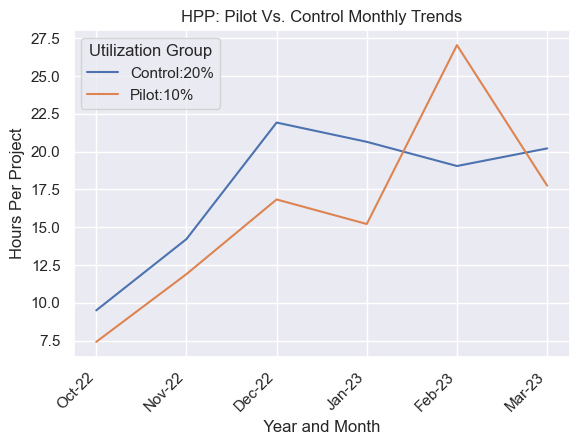 HPP: Pilot Vs. Control Monthly Trends
Utilization Group
Control:20%
Pilot:10%
Hours Per Project
27.5
25.0
22.5
20.0
17.5
15.0
12.5
10.0
7.5
Oct-22
Nov-22
Dec-22
Jan-23
Feb-23
Mar-23
Year and Month